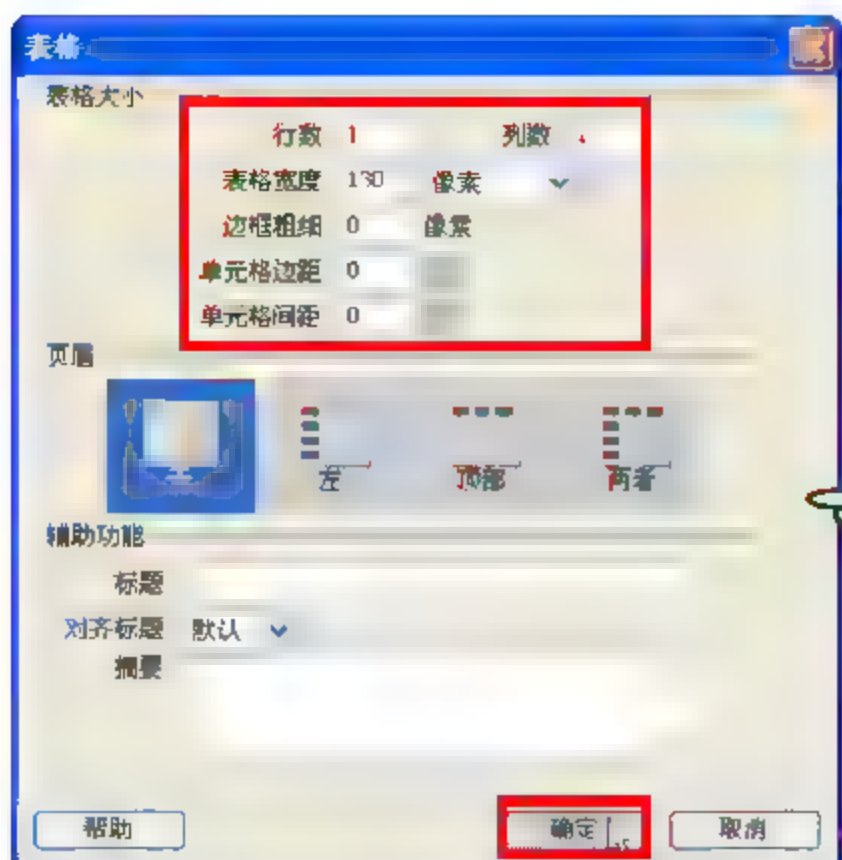 表格
表格大小
行数 1 列数
表格宽度 像素
边框粗细 0 像素
单元格边距 0
单元格间距 0
页眉
左 顶部 两者
辅助功能
标题
对齐标题 默认
摘要
帮助 确定 取消